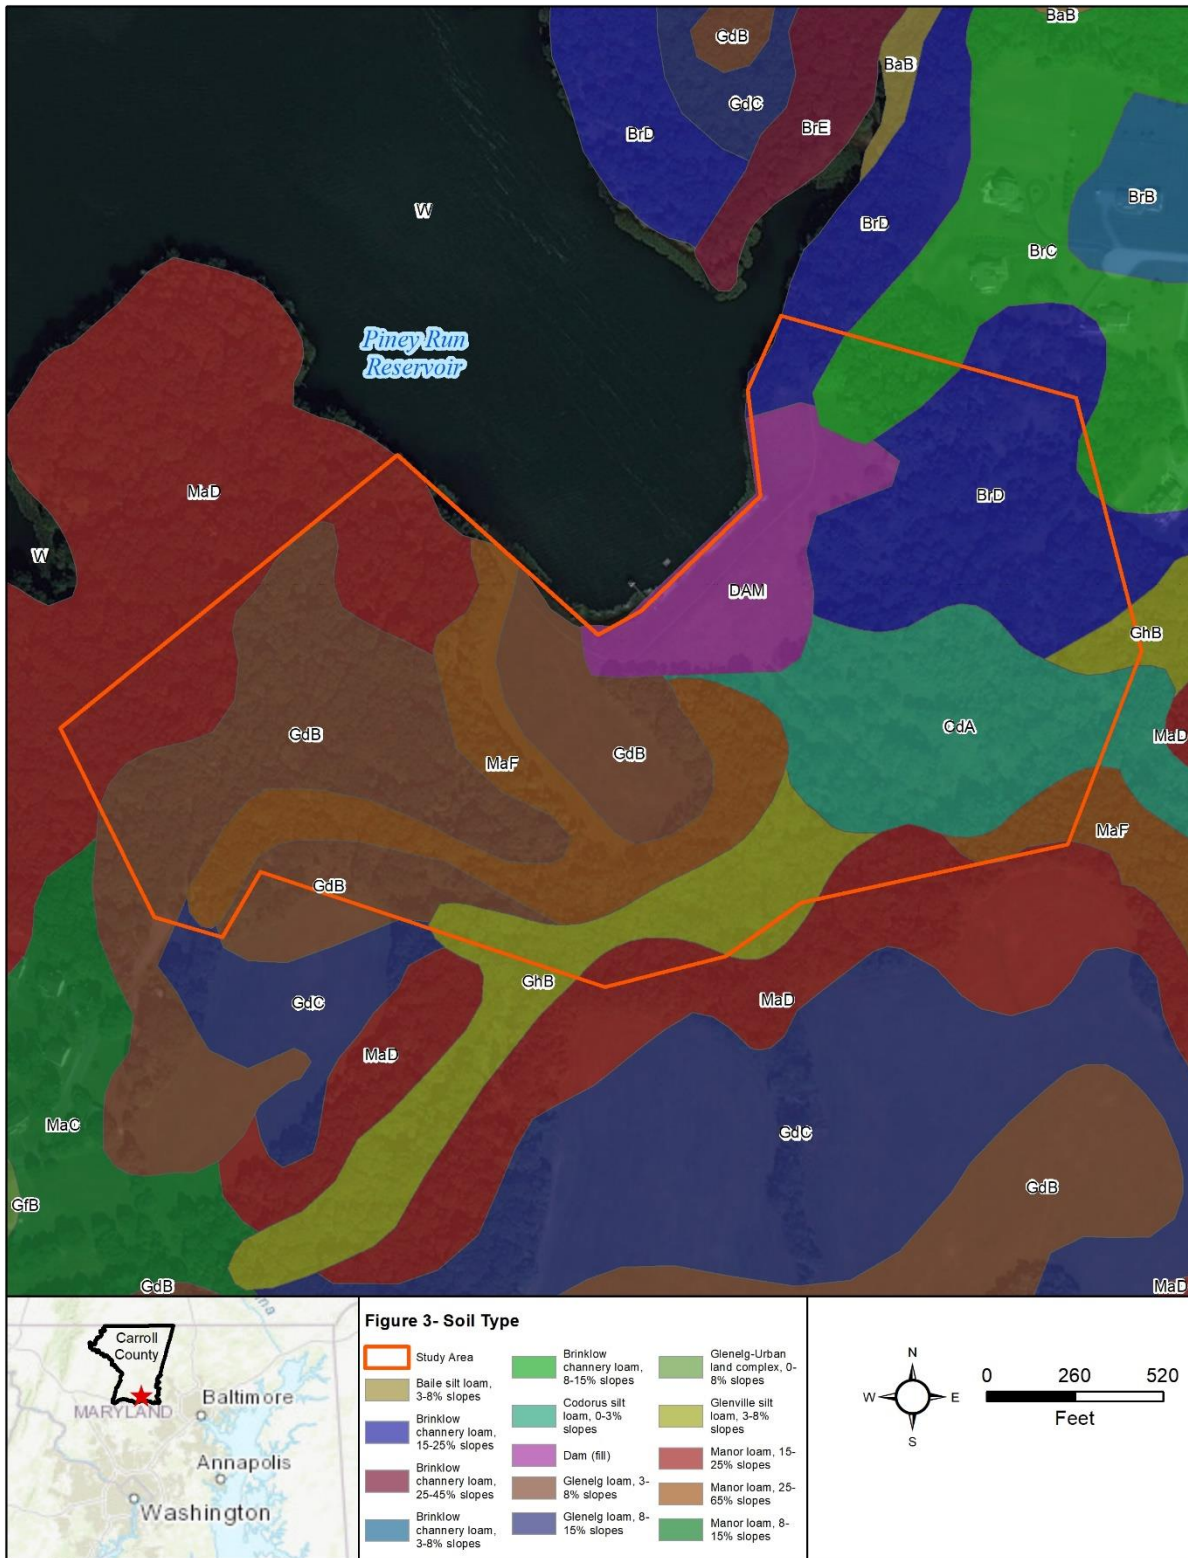 BaB
GdB
BaB
GdC
BrE
BrD
BrB
W
BrD
BrC
Piney Run
Reservoir
MaD
BrD
W
DAM
GhB
CdA
GdB
MaD
GdB
MaF
MaF
GdB
GhB
GdC
MaD
MaD
MaC
GdC
GdB
GfB
GdB
MaD
Carroll
County
Baltimore
MARYLAND
Annapolis
Washington
Figure 3- Soil Type
Study Area
Baile silt loam,
3-8% slopes
Brinklow
channery loam,
15-25% slopes
Brinklow
channery loam,
25-45% slopes
Brinklow
channery loam,
3-8% slopes
Brinklow
channery loam,
8-15% slopes
Codorus silt
loam, 0-3%
slopes
Dam (fill)
Glenelg loam, 3-
8% slopes
Glenelg loam, 8-
15% slopes
Glenelg-Urban
land complex, 0-
8% slopes
Glenville silt
loam, 3-8%
slopes
Manor loam, 15-
25% slopes
Manor loam, 25-
65% slopes
Manor loam, 8-
15% slopes
N
W E
S
0 260 520
Feet